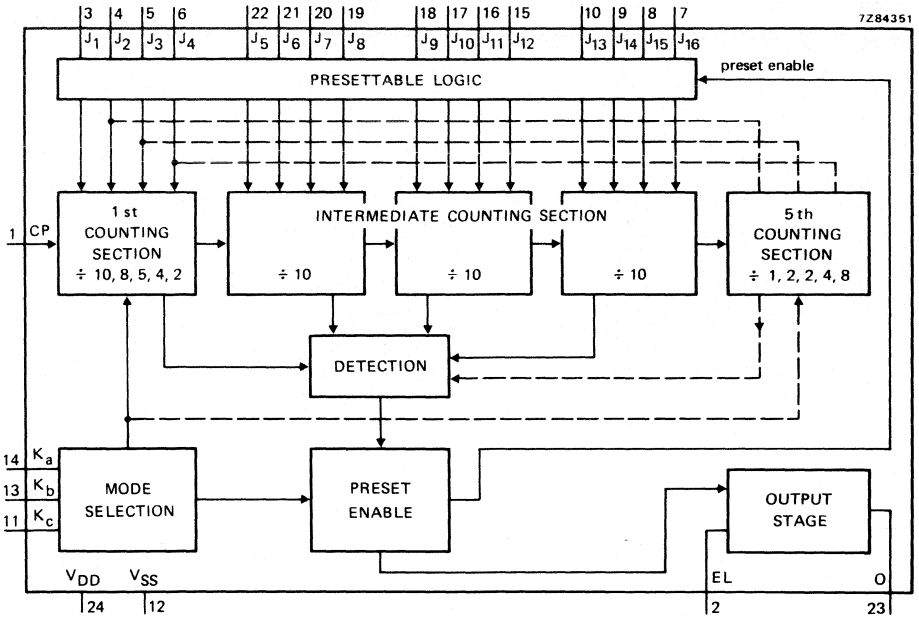 3 4 5 6 22 21 20 19 18 17 16 15 10 9 8 7 7Z84351
J1 J2 J3 J4 J5 J6 J7 J8 J9 J10 J11 J12 J13 J14 J15 J16
PRESETTABLE LOGIC
preset enable
1 CP
1st
COUNTING
SECTION
÷ 10, 8, 5, 4, 2
INTERMEDIATE COUNTING SECTION
÷ 10
÷ 10
÷ 10
5th
COUNTING
SECTION
÷ 1, 2, 2, 4, 8
DETECTION
14 Ka
13 Kb
11 Kc
MODE
SELECTION
PRESET
ENABLE
OUTPUT
STAGE
VDD VSS EL O
24 12 2 23